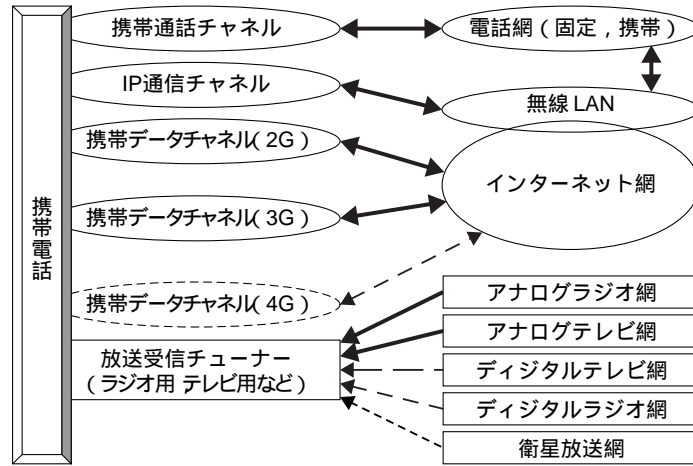 携帯通話チャネル
電話網(固定，携帯)
IP通信チャネル
無線LAN
携帯データチャネル(2G)
インターネット網
携帯データチャネル(3G)
携帯電話
携帯データチャネル(4G)
アナログラジオ網
アナログテレビ網
放送受信チューナー
(ラジオ用 テレビ用など)
ディジタルテレビ網
ディジタルラジオ網
衛星放送網